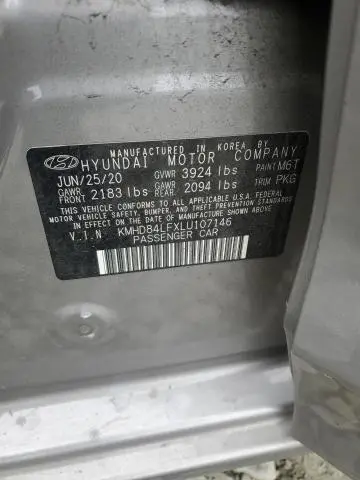 MANUFACTURED IN KOREA BY
HYUNDAI MOTOR COMPANY
JUN/25/20 GVWR 3924 lbs PAINT M6T
GAWR FRONT 2183 lbs GAWR REAR 2094 lbs TRIM PKG
THIS VEHICLE CONFORMS TO ALL APPLICABLE U.S.A. FEDERAL
MOTOR VEHICLE SAFETY, BUMPER, AND THEFT PREVENTION STANDARDS
IN EFFECT ON THE DATE OF MANUFACTURE SHOWN ABOVE.
V.I.N. KMHD84LFXLU107146
PASSENGER CAR